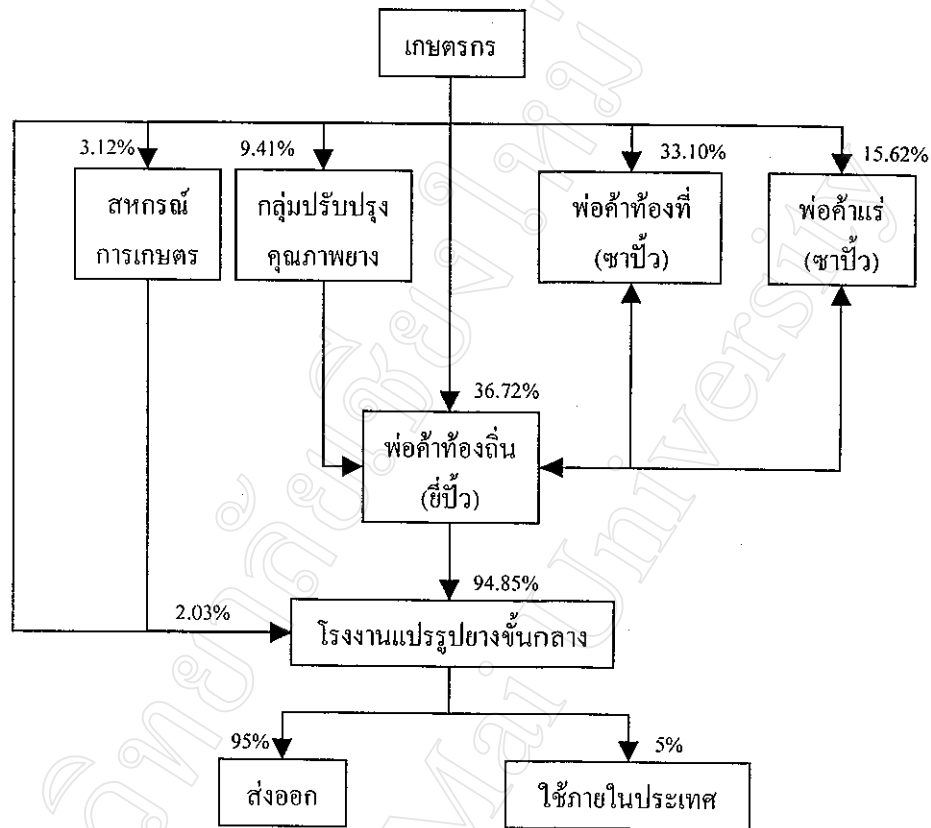 เกษตรกร
3.12%
9.41%
33.10%
15.62%
สหกรณ์
การเกษตร
กลุ่มปรับปรุง
คุณภาพยาง
พ่อค้าท้องที่
(ซาปั้ว)
พ่อค้าแร่
(ซาปั้ว)
36.72%
พ่อค้าท้องถิ่น
(ยี่ปั้ว)
94.85%
2.03%
โรงงานแปรรูปยางขั้นกลาง
95%
5%
ส่งออก
ใช้ภายในประเทศ
Mai University